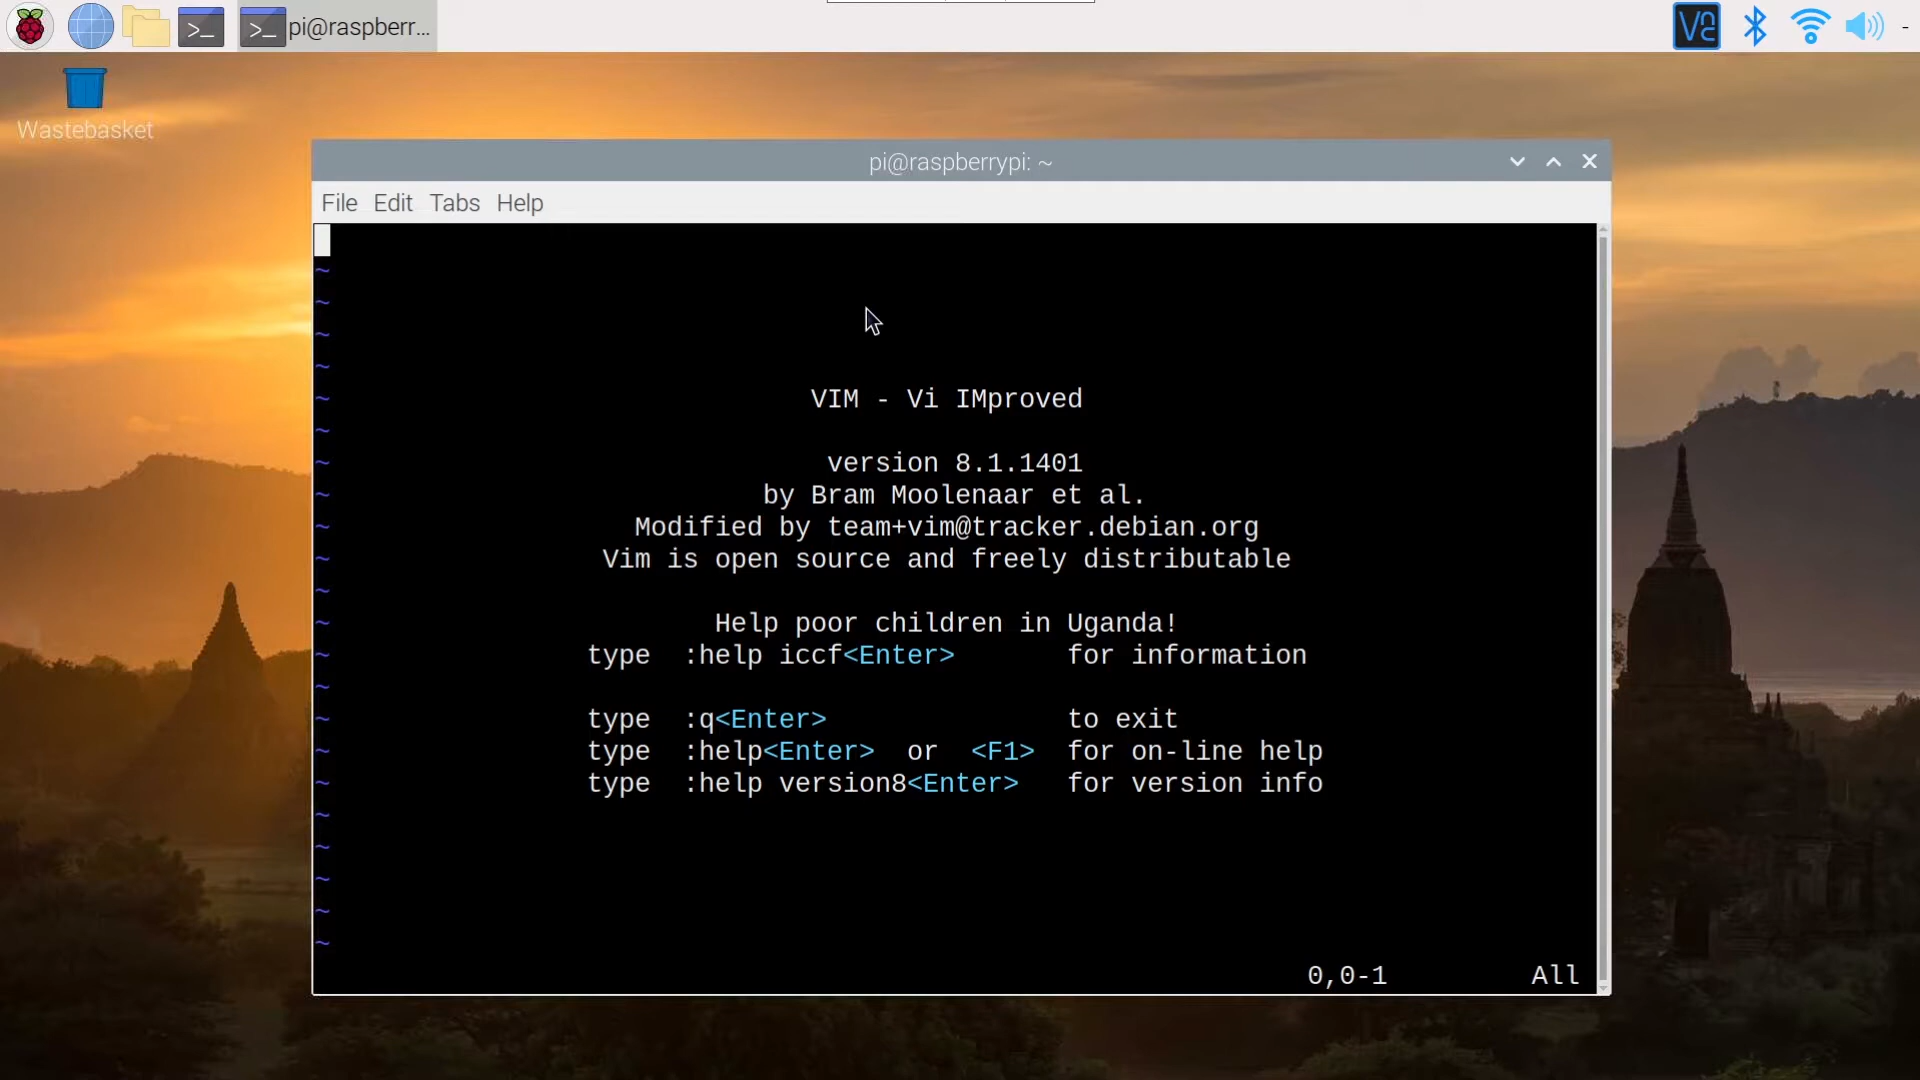 pi@raspberr...
Wastebasket
pi@raspberrypi: ~
File Edit Tabs Help
~
~
~
~
~
VIM - Vi IMproved
~
~
version 8.1.1401
~
by Bram Moolenaar et al.
~
Modified by team+vim@tracker.debian.org
~
Vim is open source and freely distributable
~
~
Help poor children in Uganda!
~
type :help iccf<Enter> for information
~
~
type :q<Enter> to exit
~
type :help<Enter> or <F1> for on-line help
~
type :help version8<Enter> for version info
~
~
~
~
~
0,0-1 All